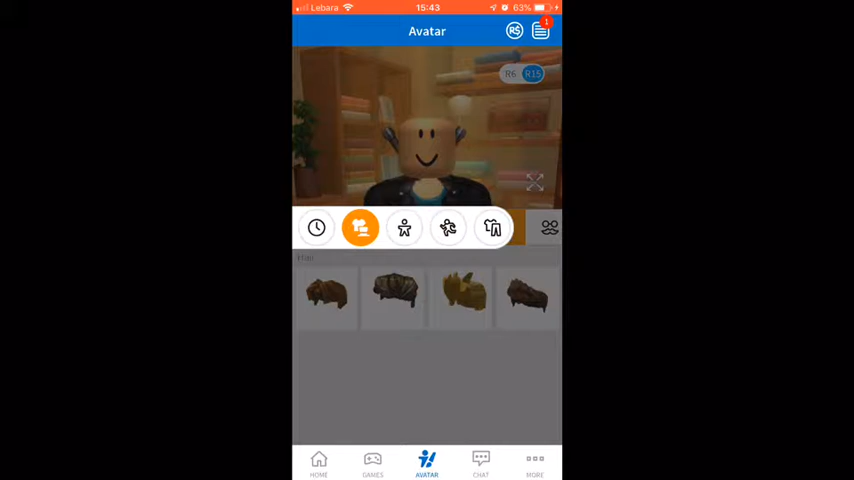 Lebara
15:43
63%
Avatar
R$
1
R6
R15
Hair
HOME
GAMES
AVATAR
CHAT
MORE